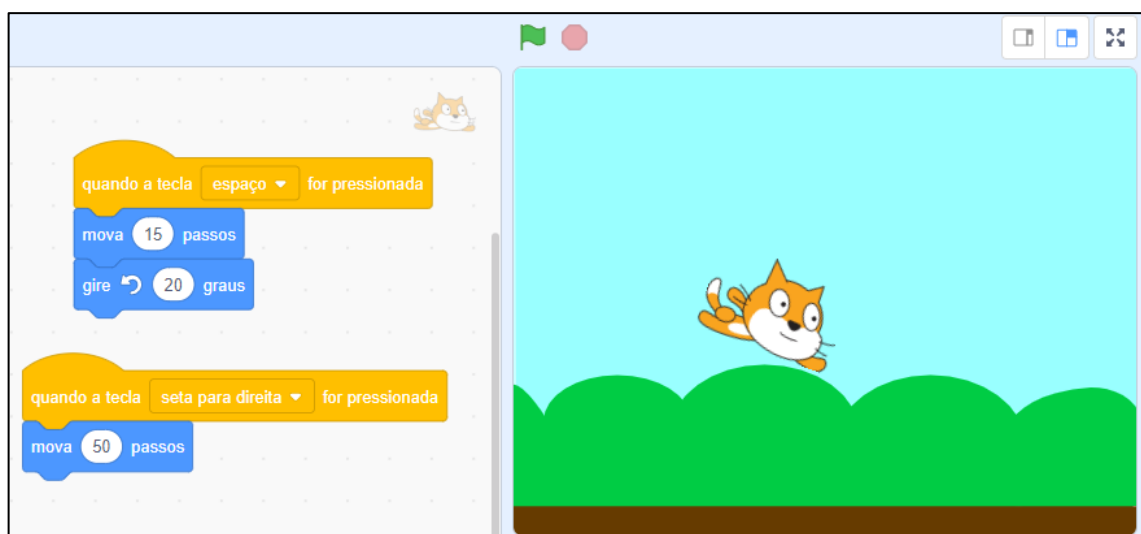 quando a tecla espaço for pressionada
mova 15 passos
gire 20 graus
quando a tecla seta para direita for pressionada
mova 50 passos